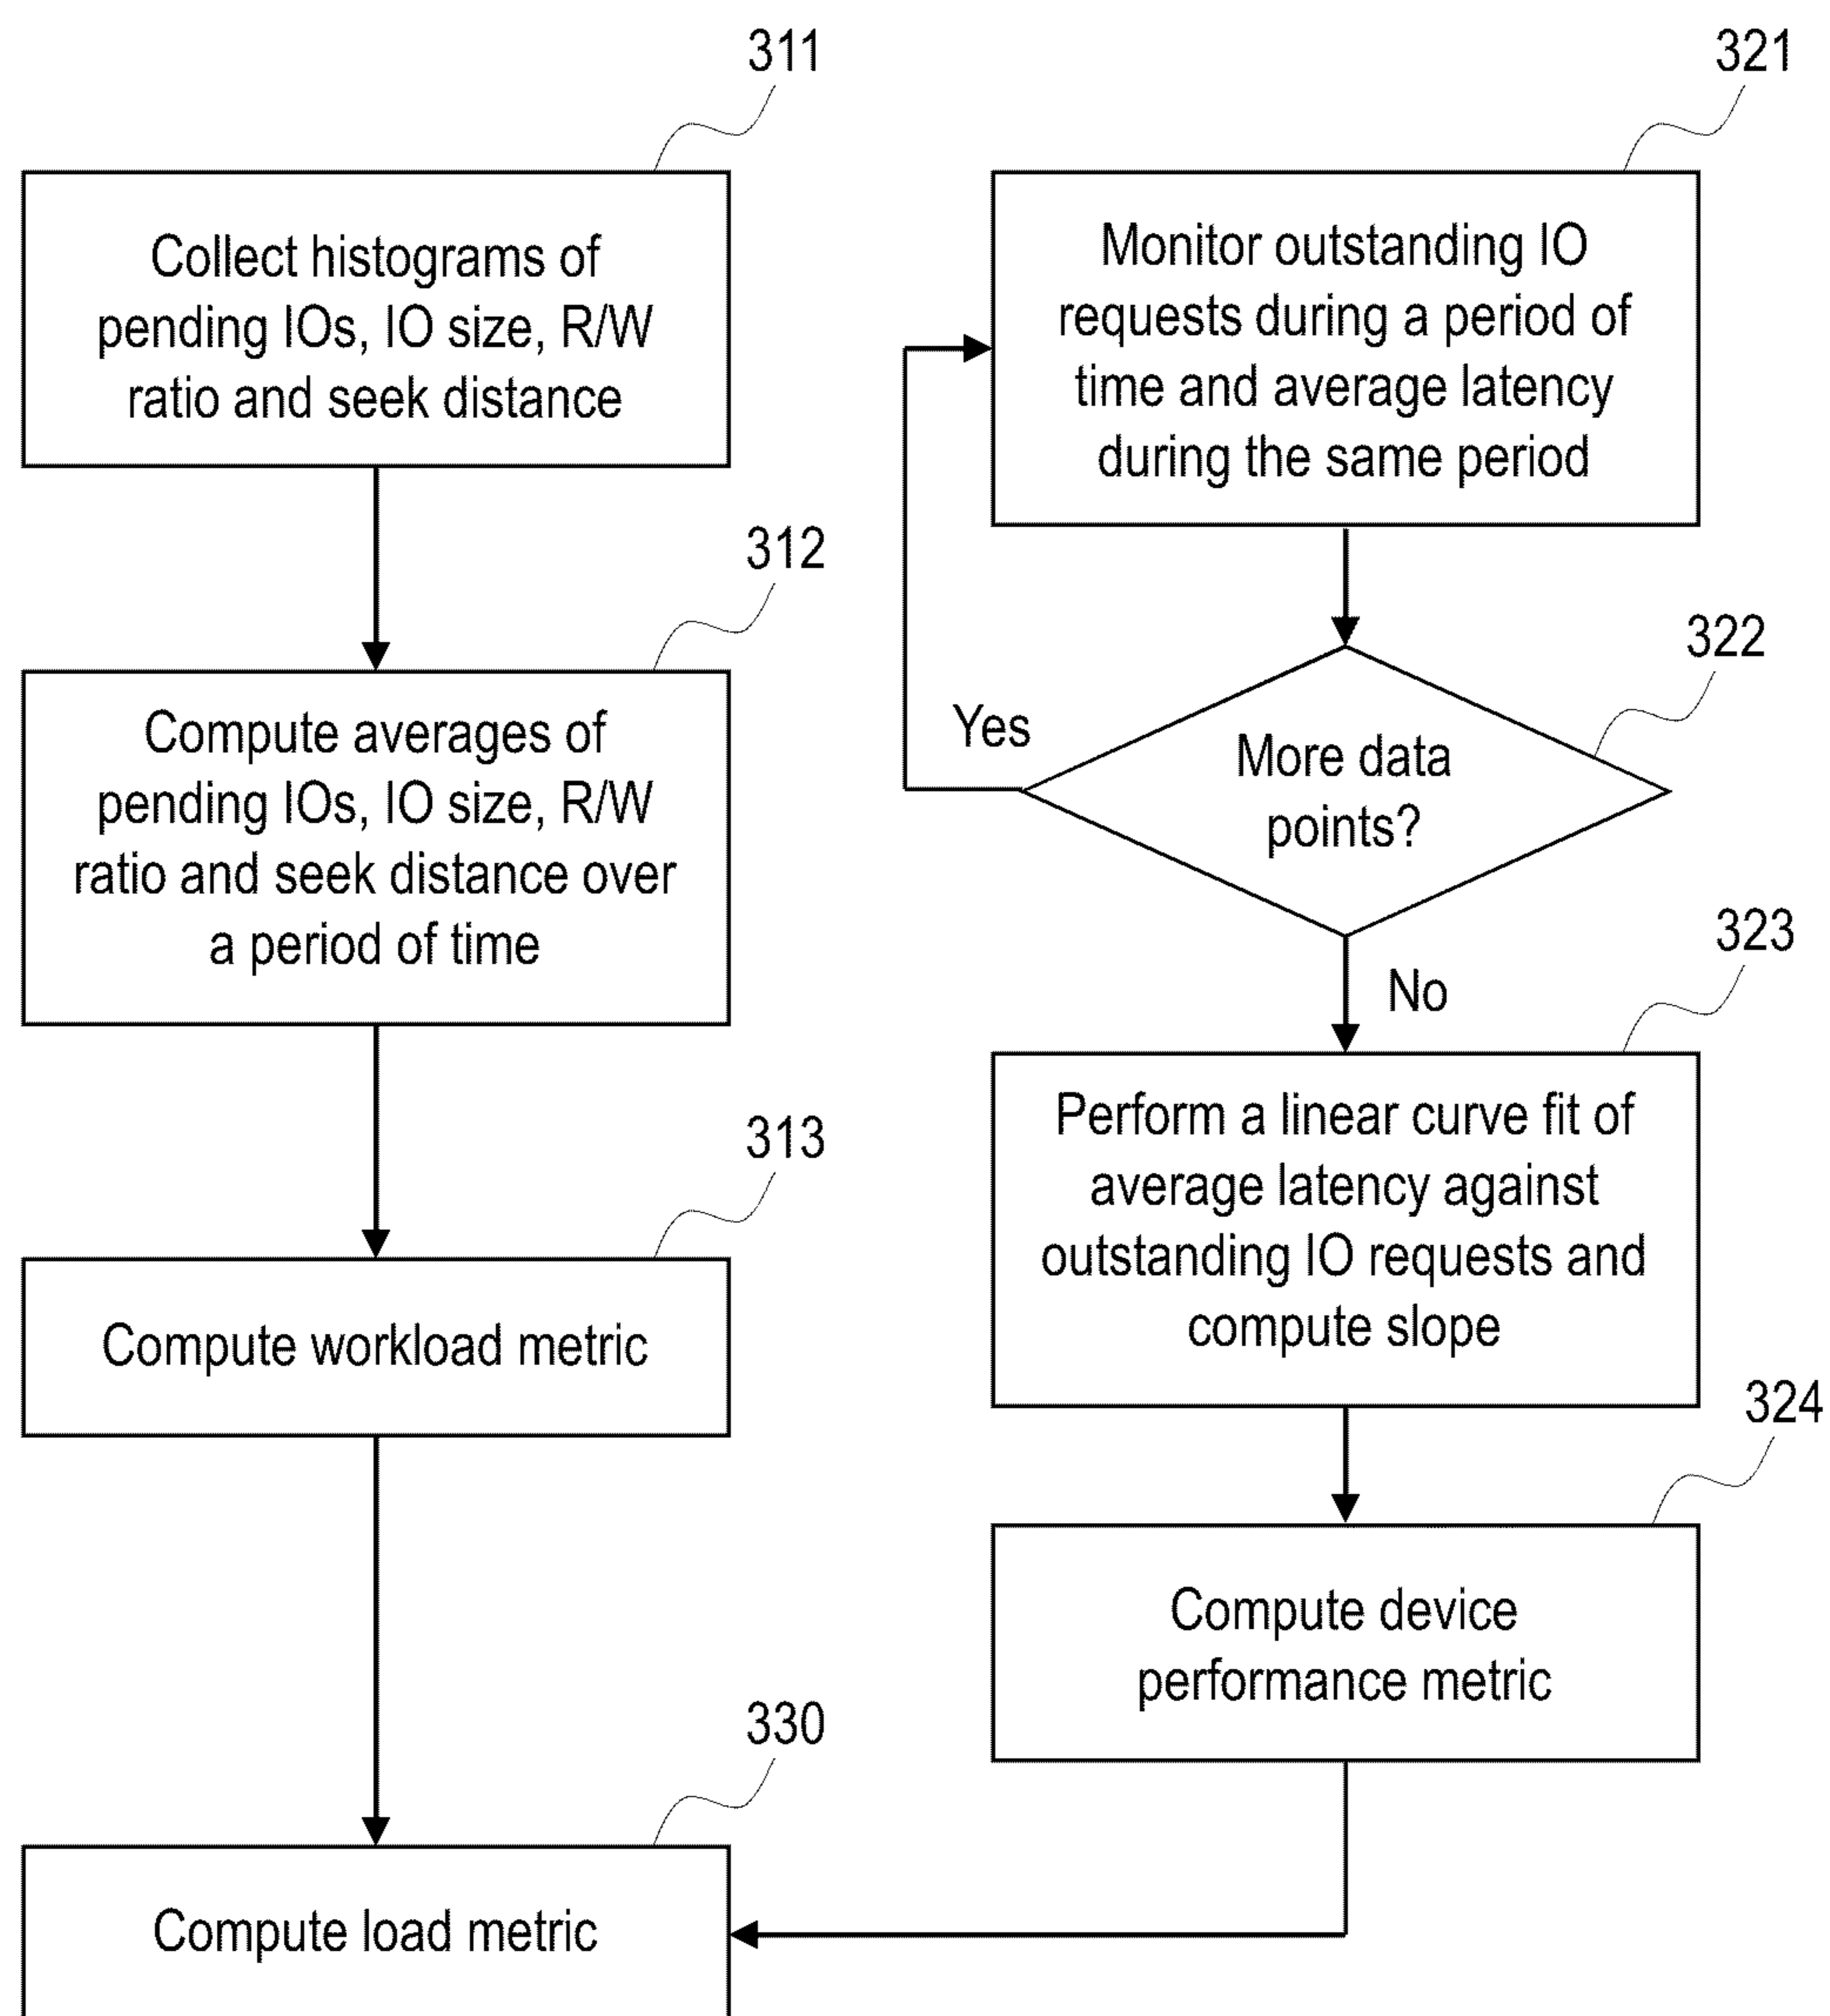 311
Collect histograms of
pending IOs, IO size, R/W
ratio and seek distance
312
Compute averages of
pending IOs, IO size, R/W
ratio and seek distance over
a period of time
313
Compute workload metric
330
Compute load metric
321
Monitor outstanding IO
requests during a period of
time and average latency
during the same period
322
Yes
More data
points?
No
323
Perform a linear curve fit of
average latency against
outstanding IO requests and
compute slope
324
Compute device
performance metric